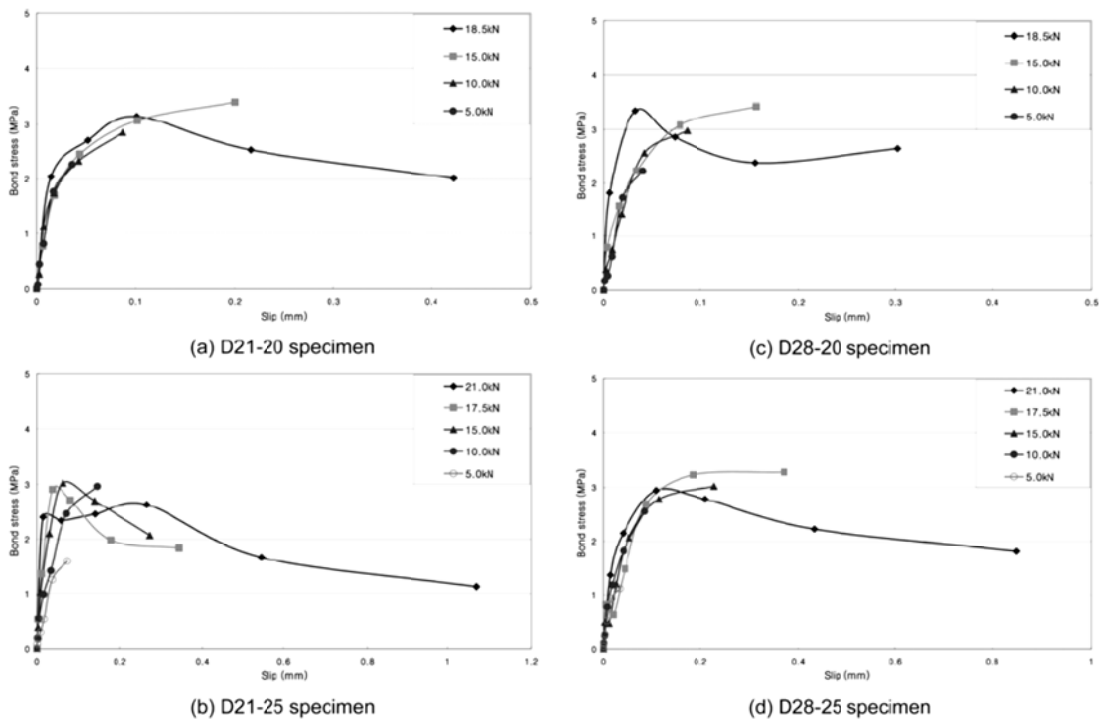 Bond stress (MPa)
5
4
3
2
1
0
0 0.1 0.2 0.3 0.4 0.5
Slip (mm)
18.5kN
15.0kN
10.0kN
5.0kN
(a) D21-20 specimen
Bond stress (MPa)
5
4
3
2
1
0
0 0.1 0.2 0.3 0.4 0.5
Slip (mm)
18.5kN
15.0kN
10.0kN
5.0kN
(c) D28-20 specimen
Bond stress (MPa)
5
4
3
2
1
0
0 0.2 0.4 0.6 0.8 1 1.2
Slip (mm)
21.0kN
17.5kN
15.0kN
10.0kN
5.0kN
(b) D21-25 specimen
Bond stress (MPa)
5
4
3
2
1
0
0 0.2 0.4 0.6 0.8 1
Slip (mm)
21.0kN
17.5kN
15.0kN
10.0kN
5.0kN
(d) D28-25 specimen